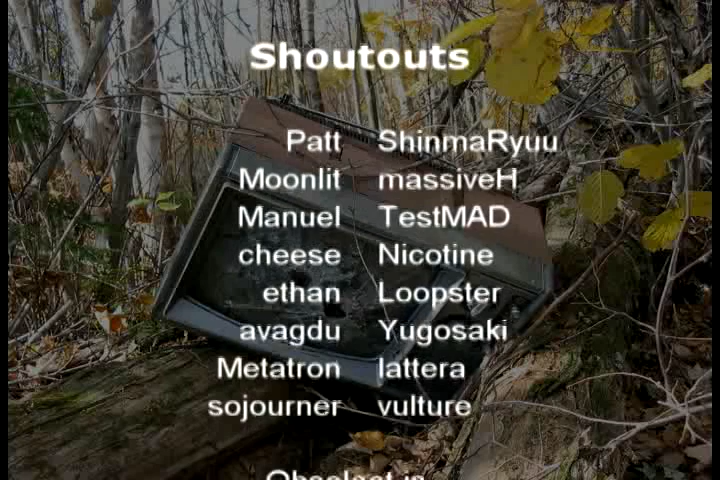 Shoutouts
Patt ShinmaRyuu
Moonlit massiveH
Manuel TestMAD
cheese Nicotine
ethan Loopster
avagdu Yugosaki
Metatron lattera
sojourner vulture